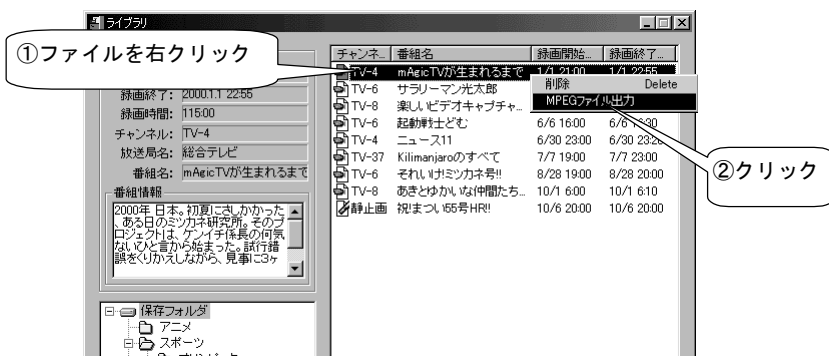 ライブラリ
①ファイルを右クリック
チャンネ... 番組名 録画開始... 録画終了...
TV-4 mAgicTVが生まれるまで 1/1 21:00 1/1 22:55
TV-6 サラリーマン光太郎
TV-8 楽しいビデオキャプチャ...
TV-6 起動戦士どむ 6/6 16:00
TV-4 ニュース11 6/30 23:00 6/30 23:20
TV-37 Kilimanjaroのすべて 7/7 19:00 7/7 23:00
TV-6 それいけ!ミツカネ号!! 8/28 19:00 8/28 20:00
TV-8 あきとゆかいな仲間たち... 10/1 6:00 10/1 6:10
静止画 祝!まつい55号HR!! 10/6 20:00 10/6 20:00
削除 Delete
MPEGファイル出力
②クリック
録画終了: 2000.1.1 22:55
録画時間: 115:00
チャンネル: TV-4
放送局名: 総合テレビ
番組名: mAgicTVが生まれるまで
番組情報
2000年 日本。初夏にさしかかった
、ある日のミツカネ研究所。そのプ
ロジェクトは、ケンイチ係長の何気
ないひと言から始まった。試行錯
誤をくりかえしながら、見事に3ヶ
保存フォルダ
アニメ
スポーツ